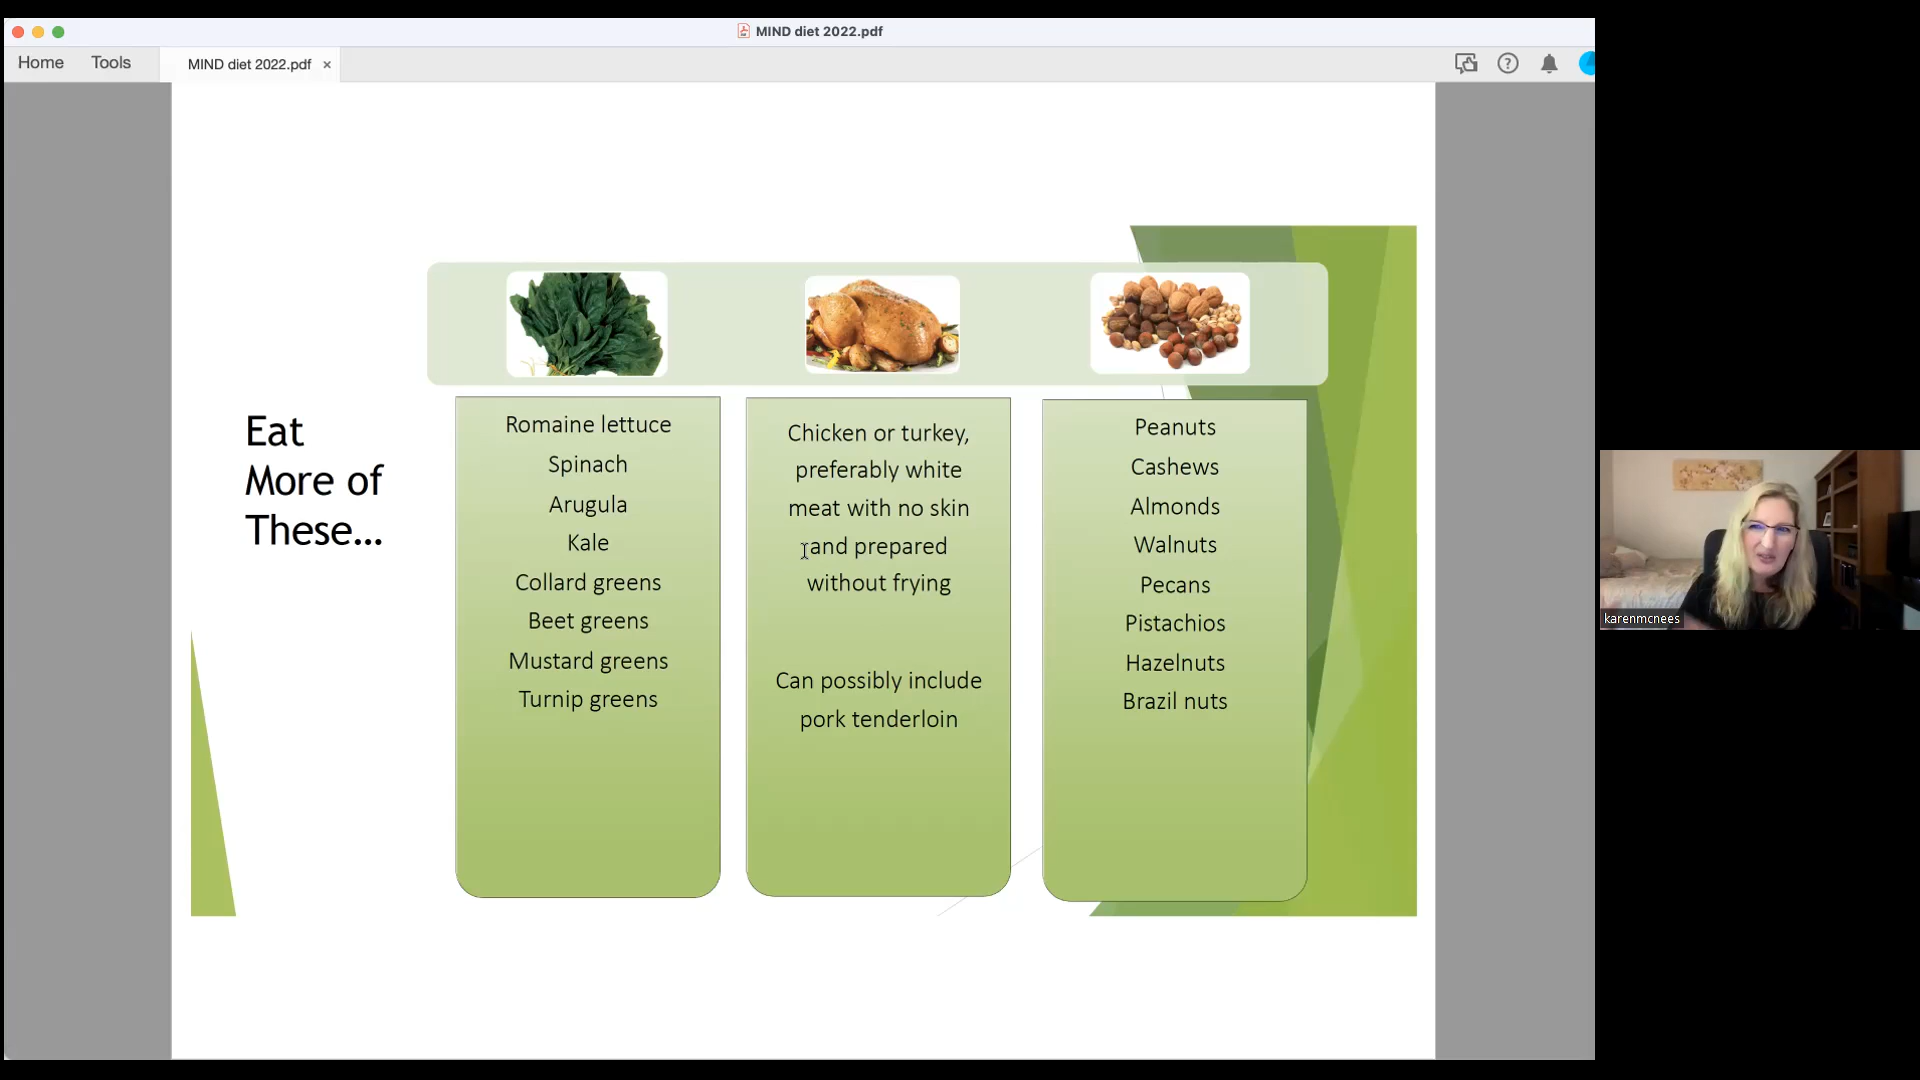 MIND diet 2022.pdf
Home
Tools
MIND diet 2022.pdf ×
Eat
More of
These...
Romaine lettuce
Spinach
Arugula
Kale
Collard greens
Beet greens
Mustard greens
Turnip greens
Chicken or turkey,
preferably white
meat with no skin
and prepared
without frying
Can possibly include
pork tenderloin
Peanuts
Cashews
Almonds
Walnuts
Pecans
Pistachios
Hazelnuts
Brazil nuts
karenmcnees